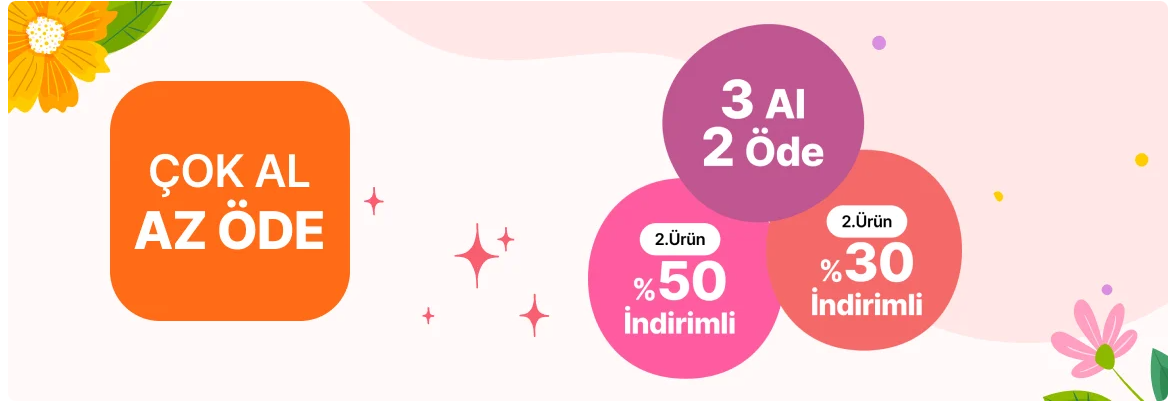 ÇOK AL
AZ ÖDE
3 Al
2 Öde
2.Ürün
%50
İndirimli
2.Ürün
%30
İndirimli